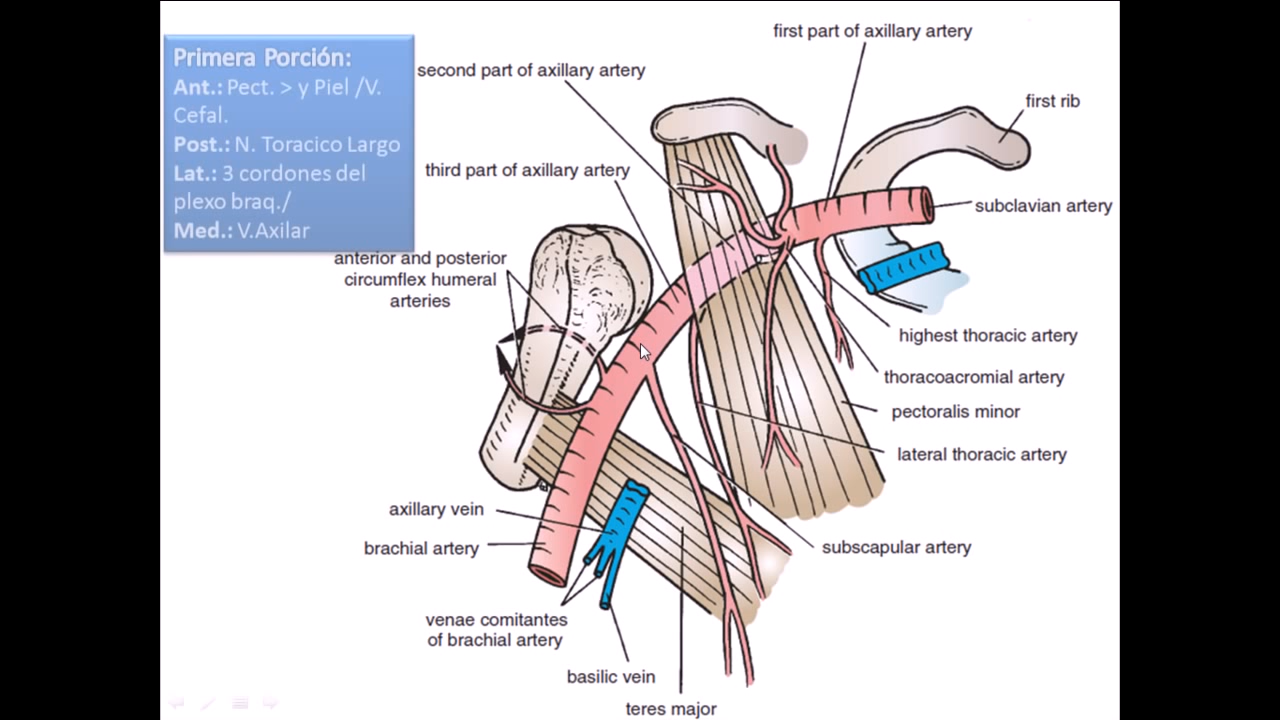 Primera Porción:
Ant.: Pect. > y Piel /V.
Cefal.
Post.: N. Toracico Largo
Lat.: 3 cordones del
plexo braq./
Med.: V.Axilar
first part of axillary artery
second part of axillary artery
first rib
third part of axillary artery
subclavian artery
anterior and posterior
circumflex humeral
arteries
highest thoracic artery
thoracoacromial artery
pectoralis minor
lateral thoracic artery
axillary vein
brachial artery
subscapular artery
venae comitantes
of brachial artery
basilic vein
teres major